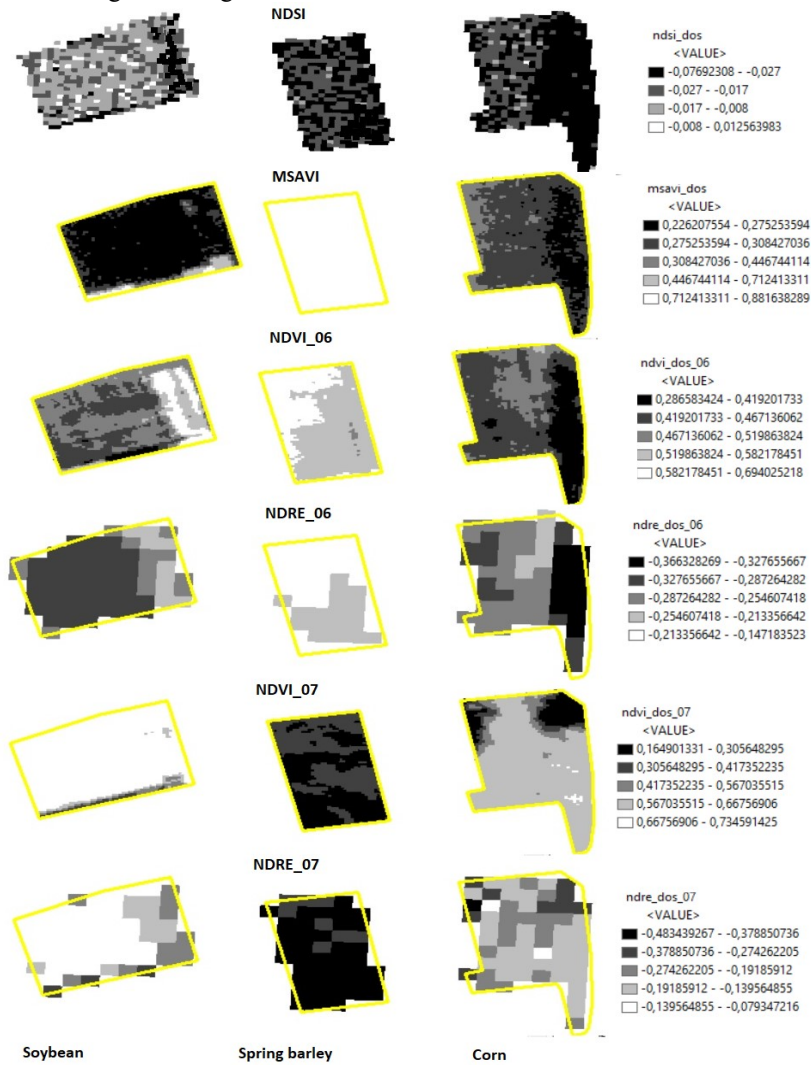 NDSI
ndsi_dos
<VALUE>
-0,07692308 - -0,027
-0,027 - -0,017
-0,017 - -0,008
-0,008 - 0,012563983
MSAVI
msavi_dos
<VALUE>
0,226207554 - 0,275253594
0,275253594 - 0,308427036
0,308427036 - 0,446744114
0,446744114 - 0,712413311
0,712413311 - 0,881638289
NDVI_06
ndvi_dos_06
<VALUE>
0,286583424 - 0,419201733
0,419201733 - 0,467136062
0,467136062 - 0,519863824
0,519863824 - 0,582178451
0,582178451 - 0,694025218
NDRE_06
ndre_dos_06
<VALUE>
-0,366328269 - -0,327655667
-0,327655667 - -0,287264282
-0,287264282 - -0,254607418
-0,254607418 - -0,213356642
-0,213356642 - -0,147183523
NDVI_07
ndvi_dos_07
<VALUE>
0,164901331 - 0,305648295
0,305648295 - 0,417352235
0,417352235 - 0,567035515
0,567035515 - 0,66756906
0,66756906 - 0,734591425
NDRE_07
ndre_dos_07
<VALUE>
-0,483439267 - -0,378850736
-0,378850736 - -0,274262205
-0,274262205 - -0,19185912
-0,19185912 - -0,139564855
-0,139564855 - -0,079347216
Soybean Spring barley Corn